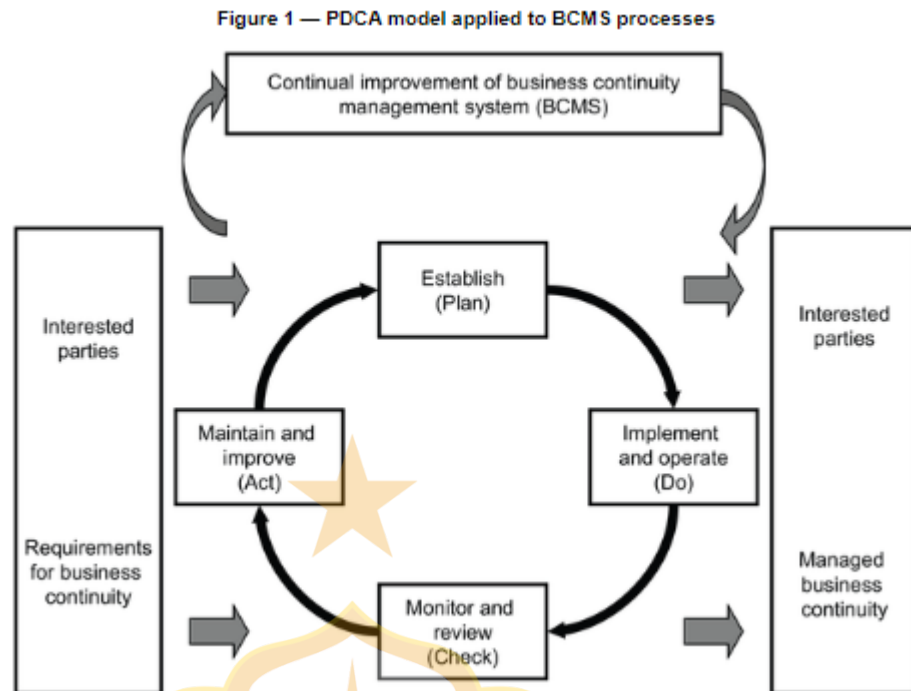 Figure 1 — PDCA model applied to BCMS processes
Continual improvement of business continuity
management system (BCMS)
Establish
(Plan)
Interested
parties
Interested
parties
Maintain and
improve
(Act)
Implement
and operate
(Do)
Requirements
for business
continuity
Managed
business
continuity
Monitor and
review
(Check)